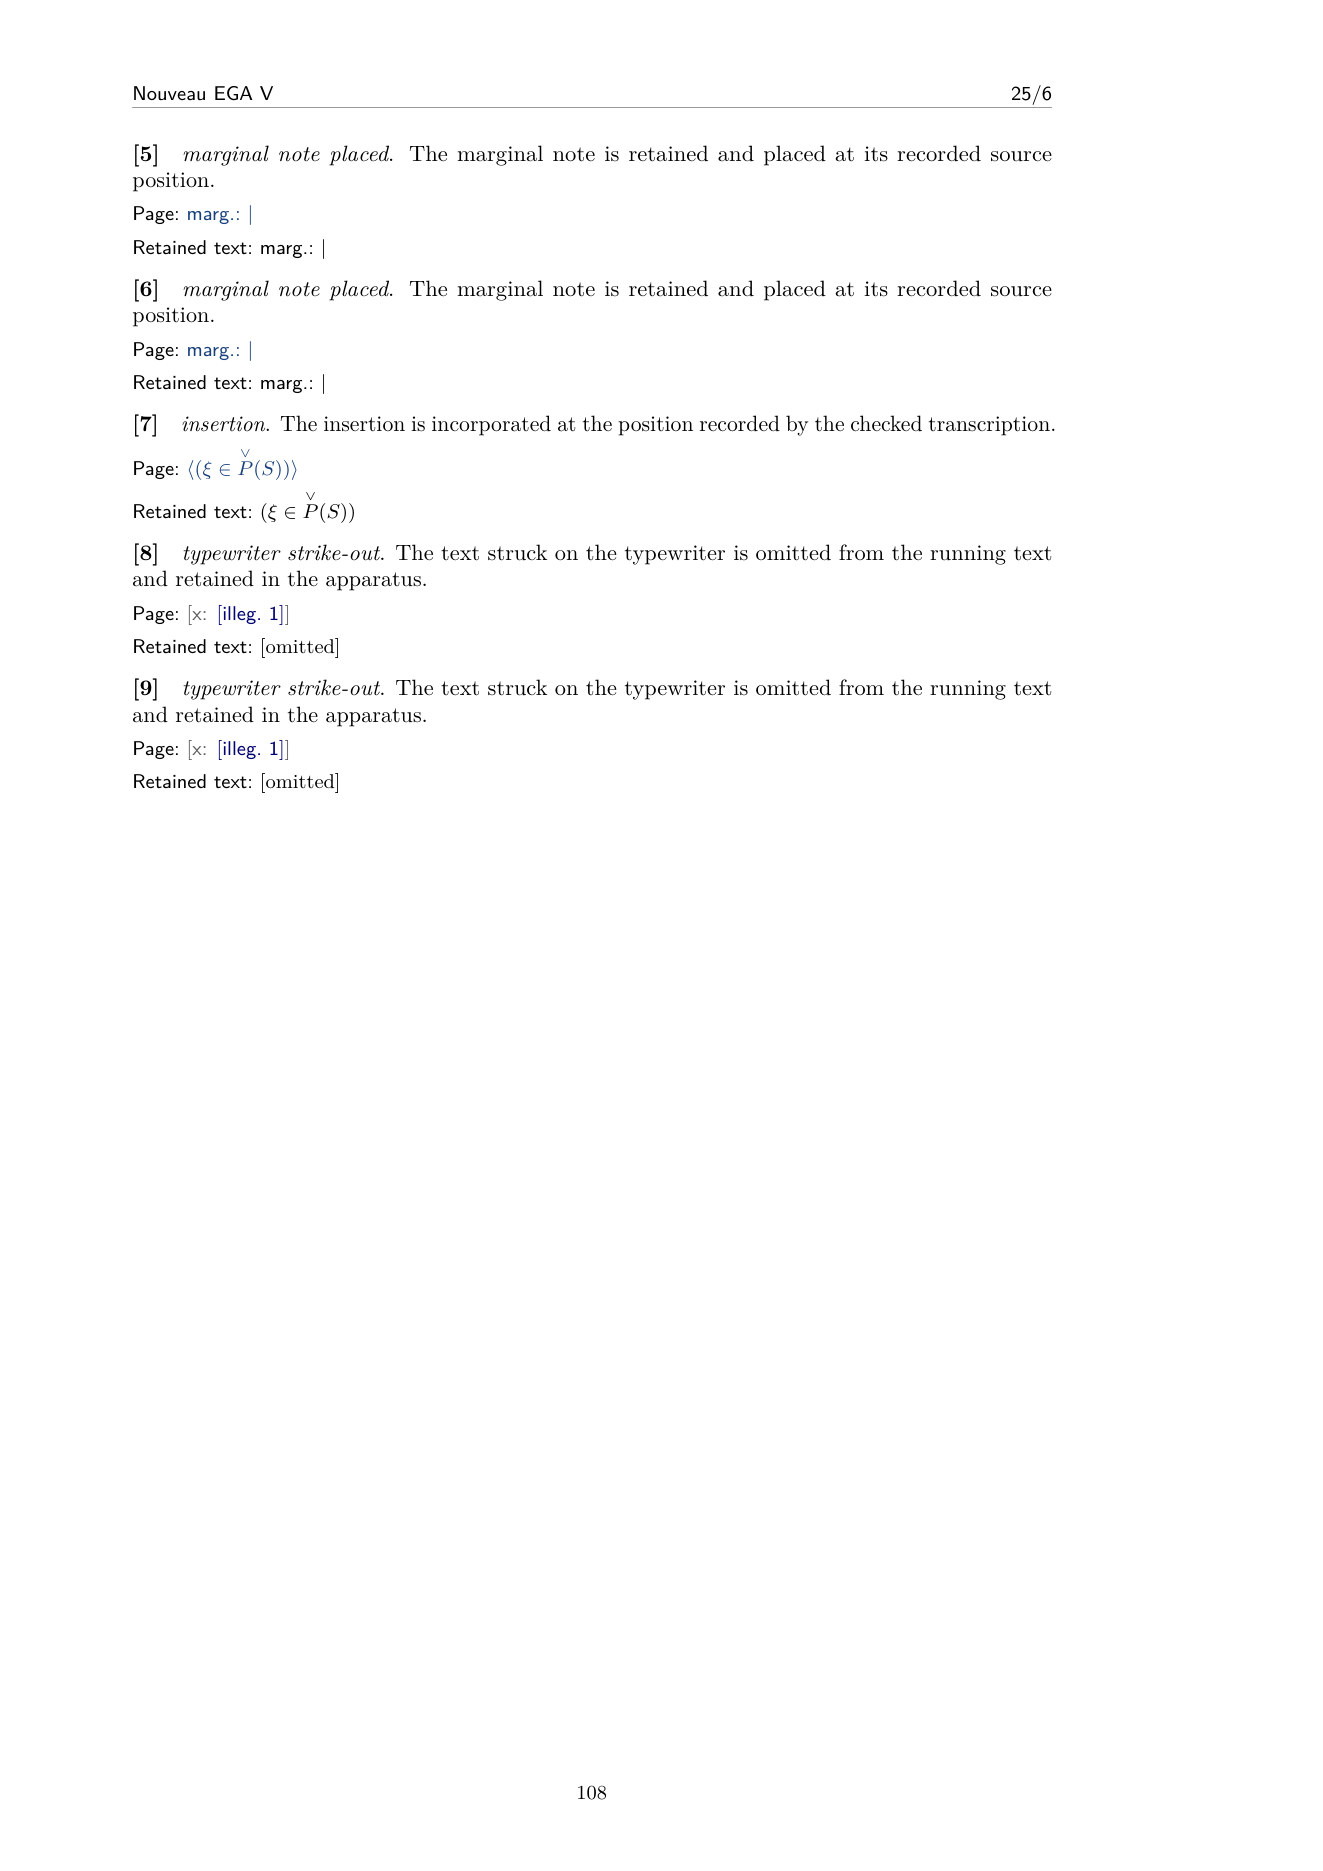 Nouveau EGA V 25/6
[5] marginal note placed. The marginal note is retained and placed at its recorded source
position.
Page: marg.: |
Retained text: marg.: |
[6] marginal note placed. The marginal note is retained and placed at its recorded source
position.
Page: marg.: |
Retained text: marg.: |
[7] insertion. The insertion is incorporated at the position recorded by the checked transcription.
Page: ⟨(ξ ∈ P̌(S))⟩
Retained text: (ξ ∈ P̌(S))
[8] typewriter strike-out. The text struck on the typewriter is omitted from the running text
and retained in the apparatus.
Page: [x: [illeg. 1]]
Retained text: [omitted]
[9] typewriter strike-out. The text struck on the typewriter is omitted from the running text
and retained in the apparatus.
Page: [x: [illeg. 1]]
Retained text: [omitted]
108